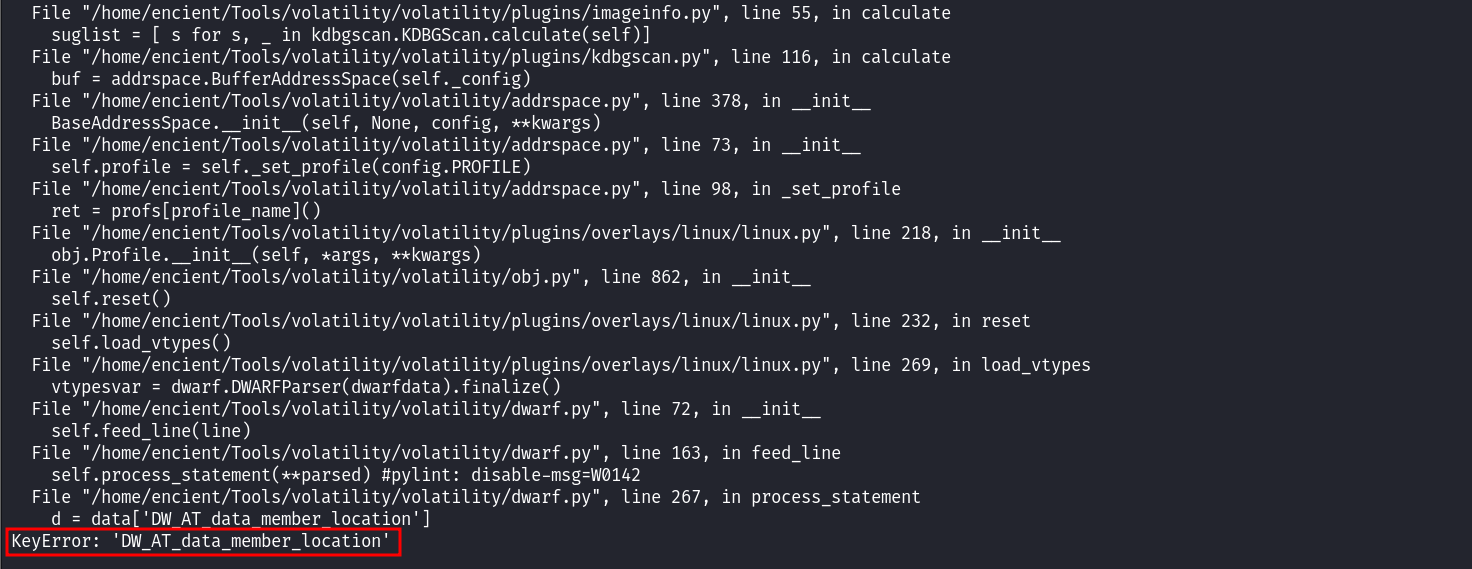 File "/home/encient/Tools/volatility/volatility/plugins/imageinfo.py", line 55, in calculate
suglist = [ s for s, _ in kdbgscan.KDBGScan.calculate(self)]
File "/home/encient/Tools/volatility/volatility/plugins/kdbgscan.py", line 116, in calculate
buf = addrspace.BufferAddressSpace(self._config)
File "/home/encient/Tools/volatility/volatility/addrspace.py", line 378, in __init__
BaseAddressSpace.__init__(self, None, config, **kwargs)
File "/home/encient/Tools/volatility/volatility/addrspace.py", line 73, in __init__
self.profile = self._set_profile(config.PROFILE)
File "/home/encient/Tools/volatility/volatility/addrspace.py", line 98, in _set_profile
ret = profs[profile_name]()
File "/home/encient/Tools/volatility/volatility/plugins/overlays/linux/linux.py", line 218, in __init__
obj.Profile.__init__(self, *args, **kwargs)
File "/home/encient/Tools/volatility/volatility/obj.py", line 862, in __init__
self.reset()
File "/home/encient/Tools/volatility/volatility/plugins/overlays/linux/linux.py", line 232, in reset
self.load_vtypes()
File "/home/encient/Tools/volatility/volatility/plugins/overlays/linux/linux.py", line 269, in load_vtypes
vtypesvar = dwarf.DWARFParser(dwarfdata).finalize()
File "/home/encient/Tools/volatility/volatility/dwarf.py", line 72, in __init__
self.feed_line(line)
File "/home/encient/Tools/volatility/volatility/dwarf.py", line 163, in feed_line
self.process_statement(**parsed) #pylint: disable-msg=W0142
File "/home/encient/Tools/volatility/volatility/dwarf.py", line 267, in process_statement
d = data['DW_AT_data_member_location']
KeyError: 'DW_AT_data_member_location'